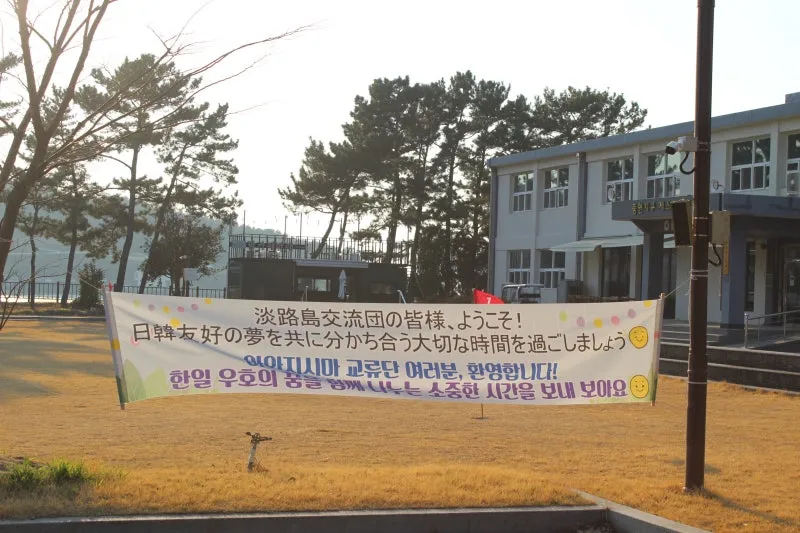 淡路島交流団の皆様、ようこそ!
日韓友好の夢を共に分かち合う大切な時間を過ごしましょう
아와지시마 교류단 여러분, 환영합니다!
한일 우호의 꿈을 함께 나누는 소중한 시간을 보내 보아요